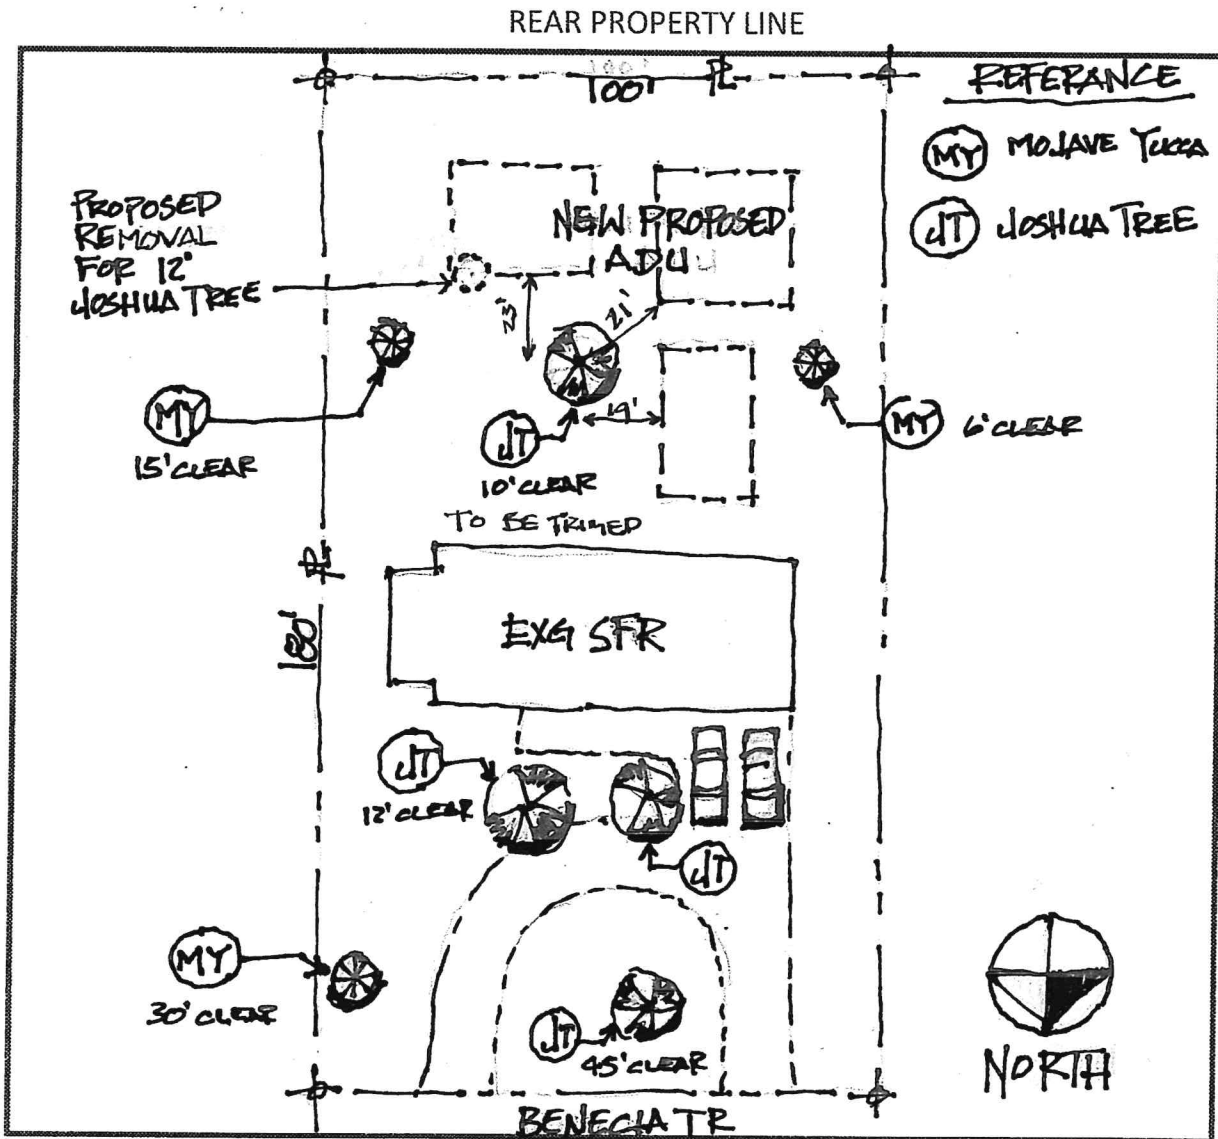 REAR PROPERTY LINE
100'
PL
REFERANCE
MY MOJAVE YUCCA
JT JOSHUA TREE
PROPOSED
REMOVAL
FOR 12"
JOSHUA TREE
NEW PROPOSED
ADU
23'
21'
19'
MY
15' CLEAR
JT
10' CLEAR
TO BE TRIMED
MY 6' CLEAR
PL
180'
EXG SFR
JT
12' CLEAR
JT
MY
30' CLEAR
JT
45' CLEAR
NORTH
BENECIA TR